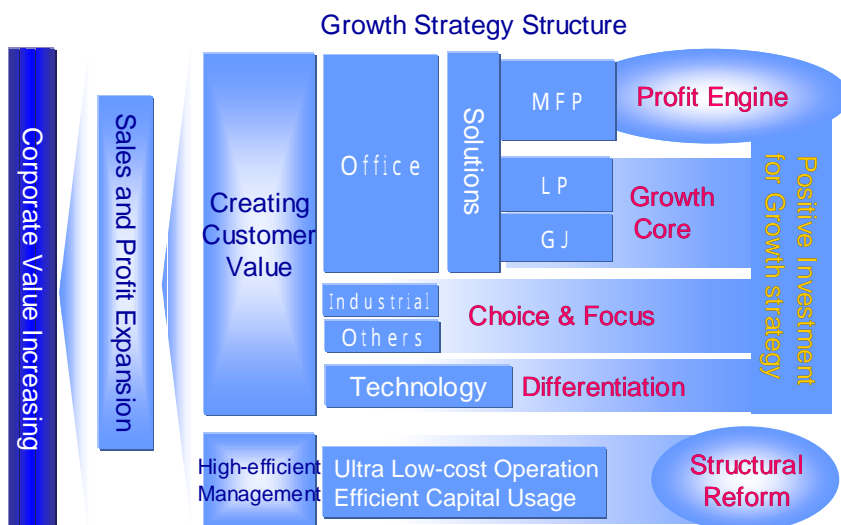 Growth Strategy Structure
Corporate Value Increasing
Sales and Profit Expansion
Creating
Customer
Value
Office
Solutions
MFP
Profit Engine
LP
GJ
Growth
Core
Industrial
Others
Choice & Focus
Technology
Differentiation
Positive Investment
for Growth strategy
High-efficient
Management
Ultra Low-cost Operation
Efficient Capital Usage
Structural
Reform